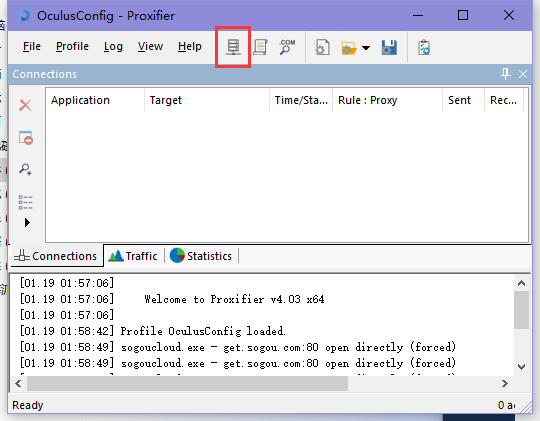 OculusConfig - Proxifier
File Profile Log View Help .COM
Connections
Application Target Time/Sta... Rule : Proxy Sent Rec...
Connections Traffic Statistics
[01.19 01:57:06]
[01.19 01:57:06] Welcome to Proxifier v4.03 x64
[01.19 01:57:06]
[01.19 01:58:42] Profile OculusConfig loaded.
[01.19 01:58:49] sogoucloud.exe - get.sogou.com:80 open directly (forced)
[01.19 01:58:49] sogoucloud.exe - get.sogou.com:80 open directly (forced)
Ready 0 a